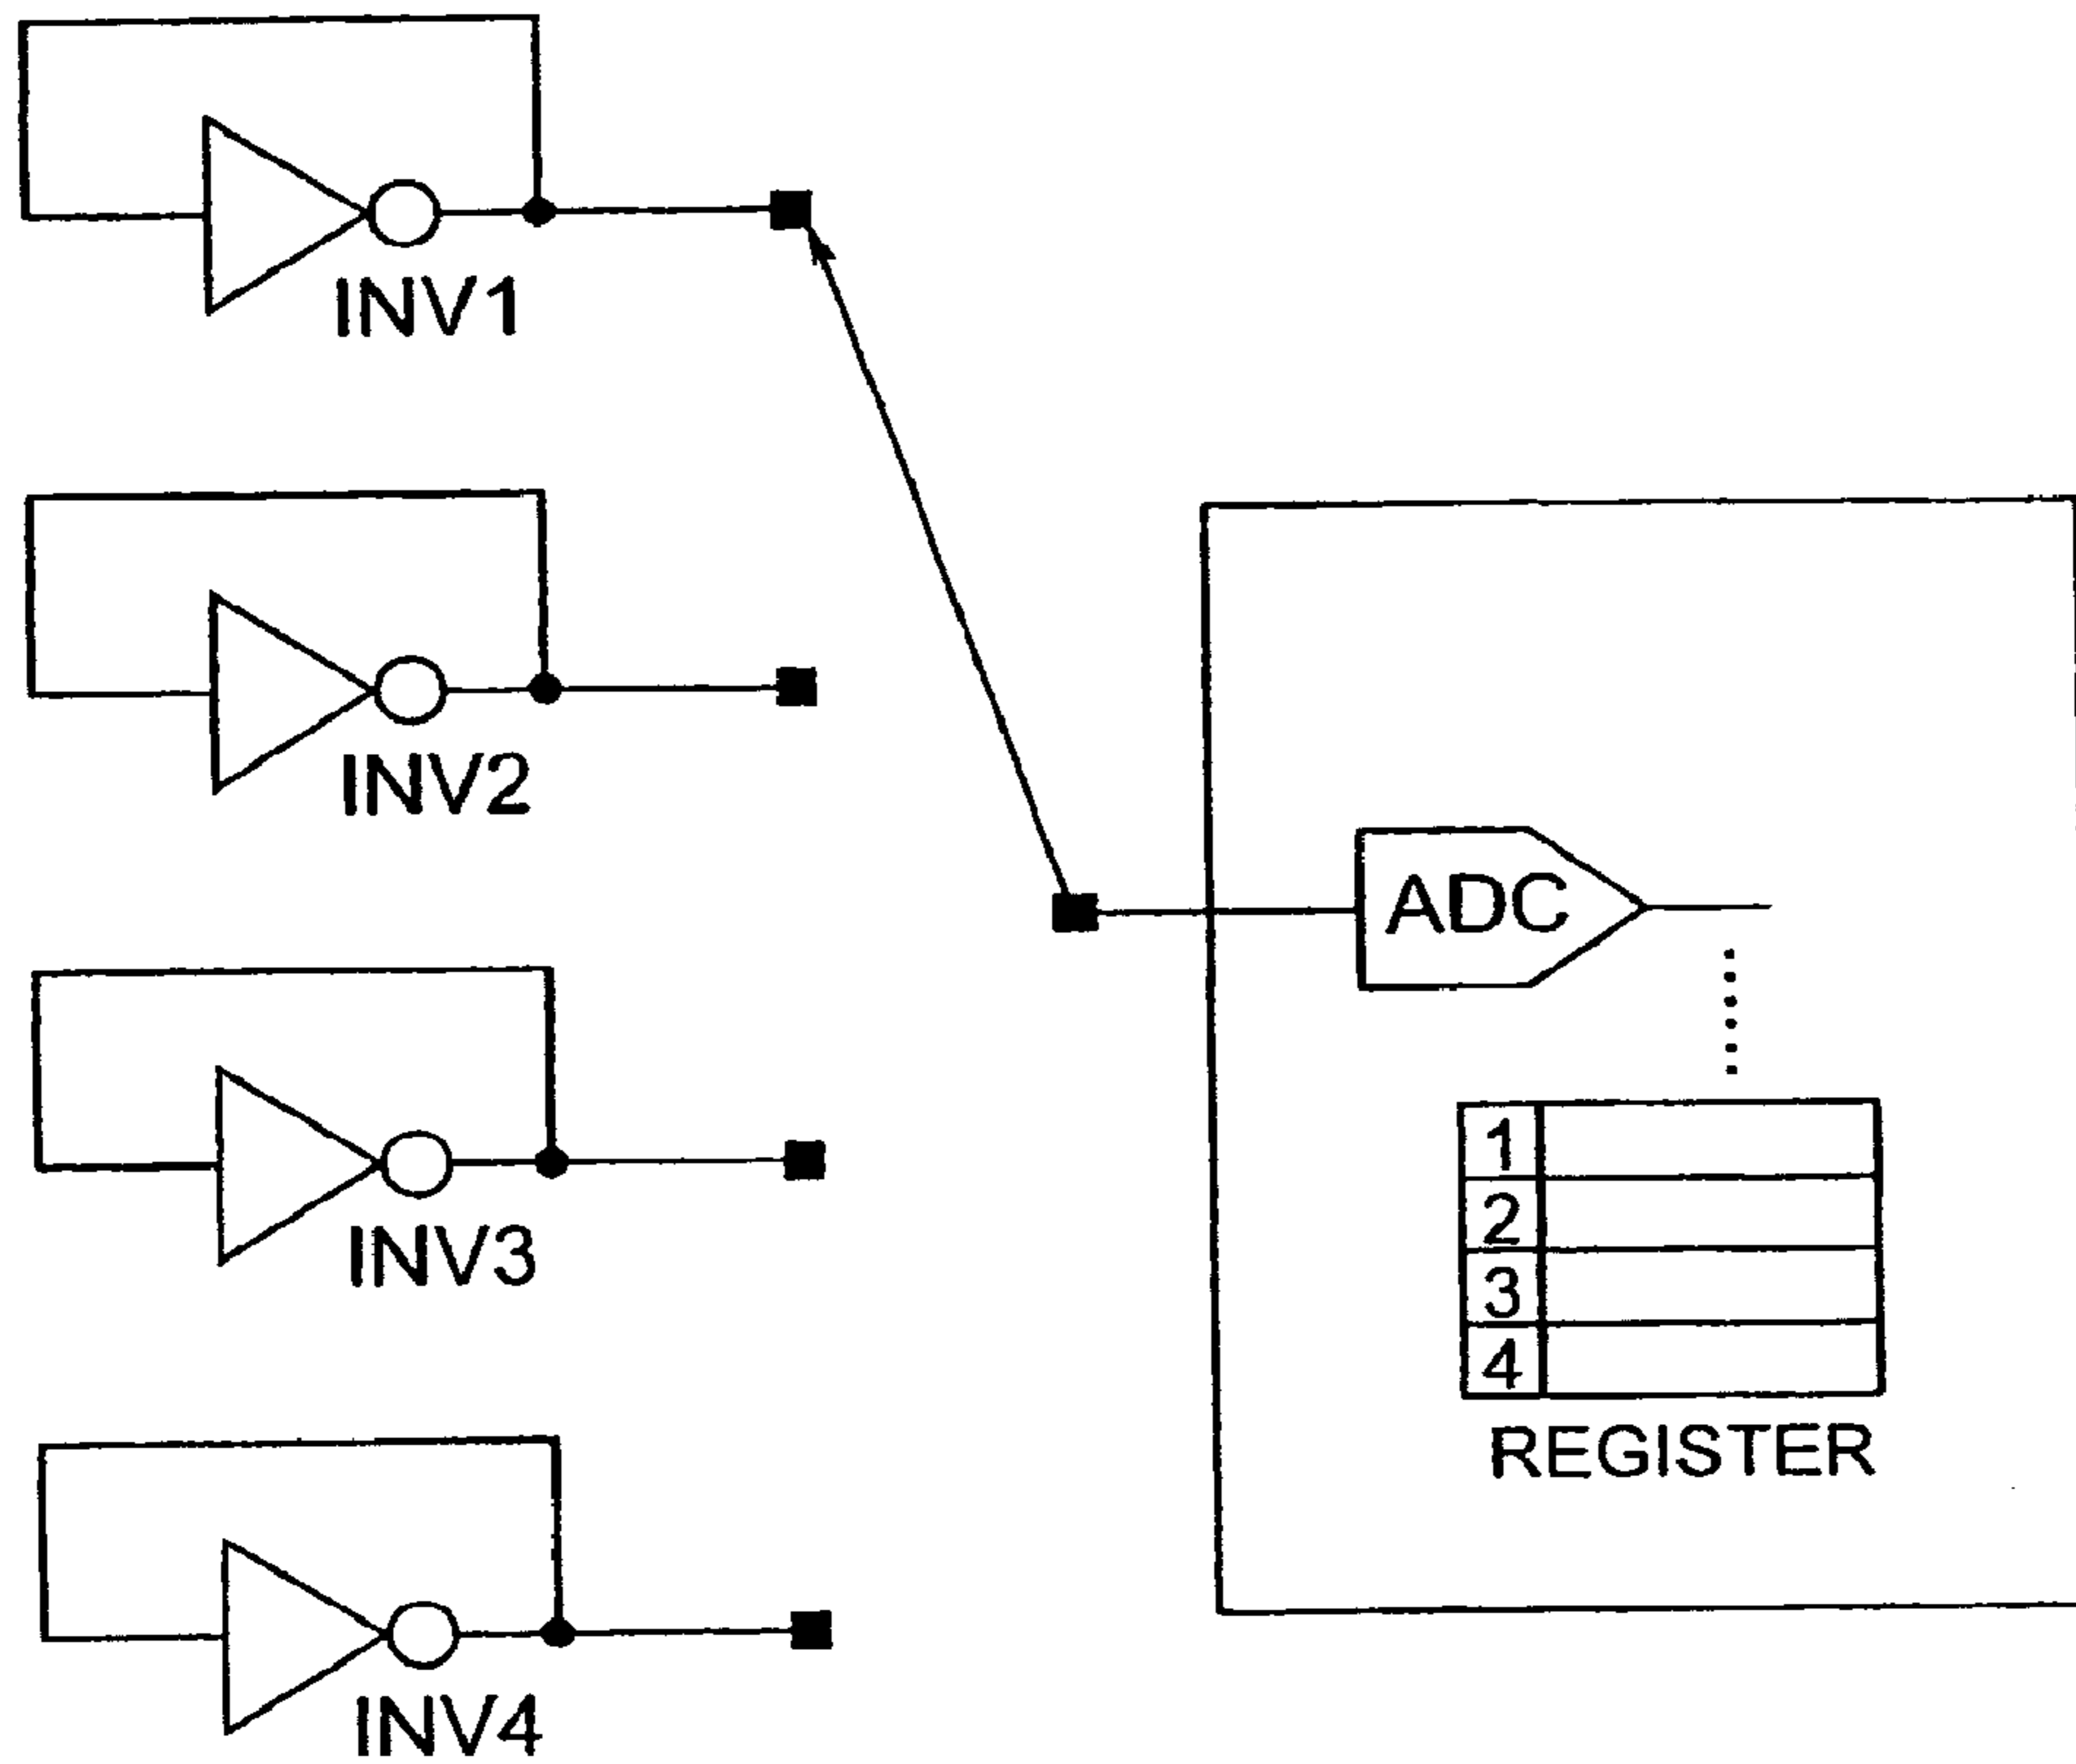 INV1
INV2
INV3
INV4
ADC
1
2
3
4
REGISTER